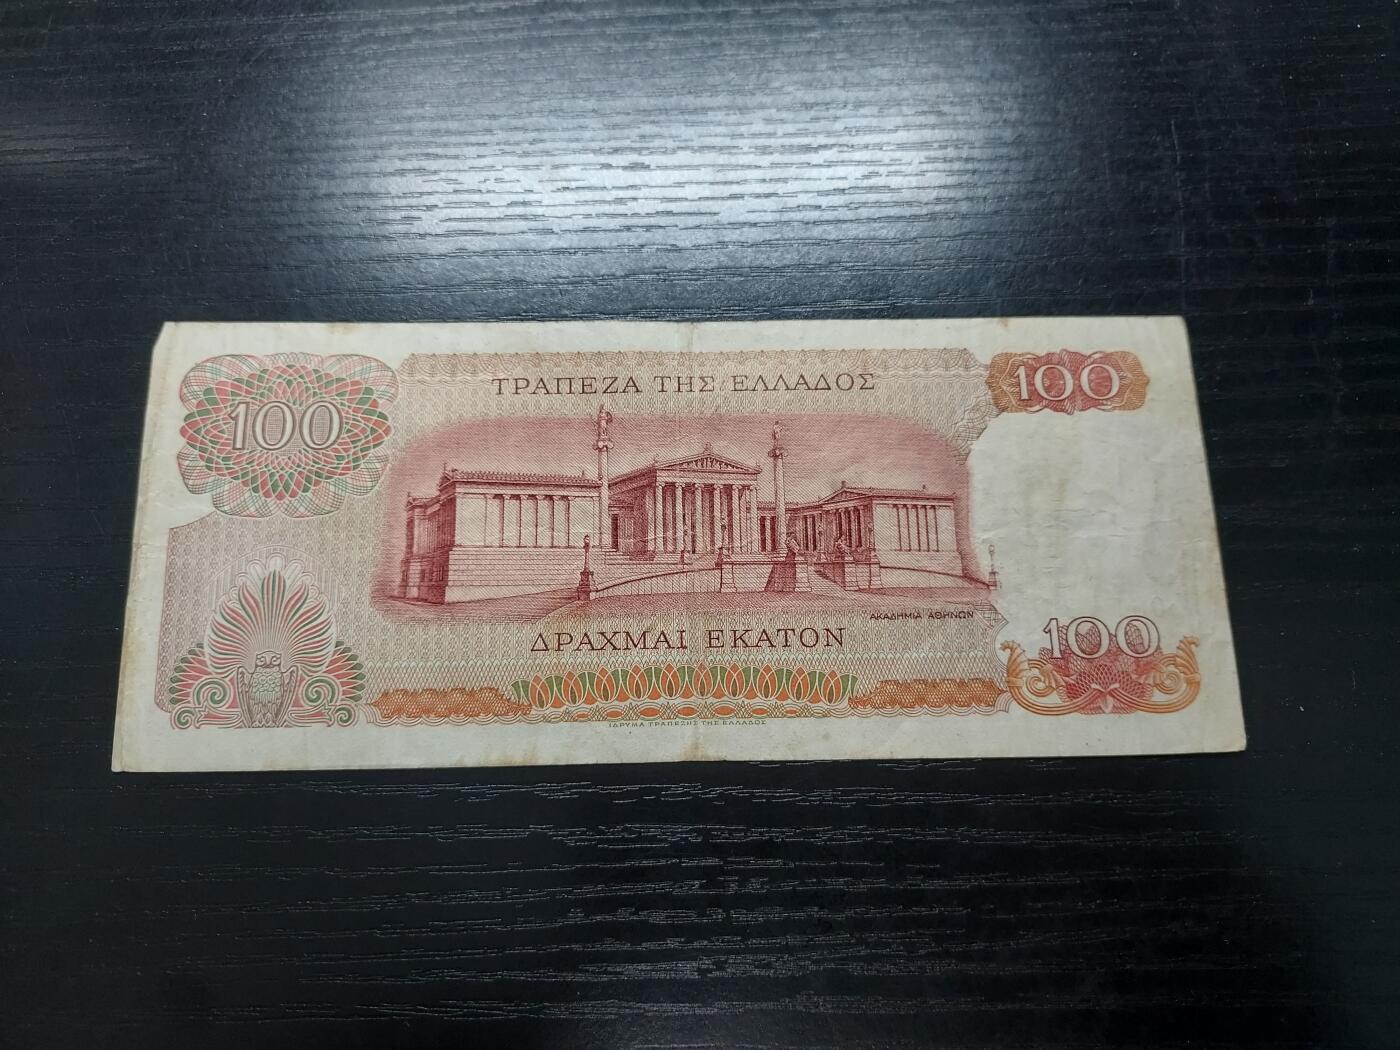 100
ΤΡΑΠΕΖΑ ΤΗΣ ΕΛΛΑΔΟΣ
100
ΑΚΑΔΗΜΙΑ ΑΘΗΝΩΝ
ΔΡΑΧΜΑΙ ΕΚΑΤΟΝ
100
ΙΔΡΥΜΑ ΤΡΑΠΕΖΗΣ ΤΗΣ ΕΛΛΑΔΟΣ